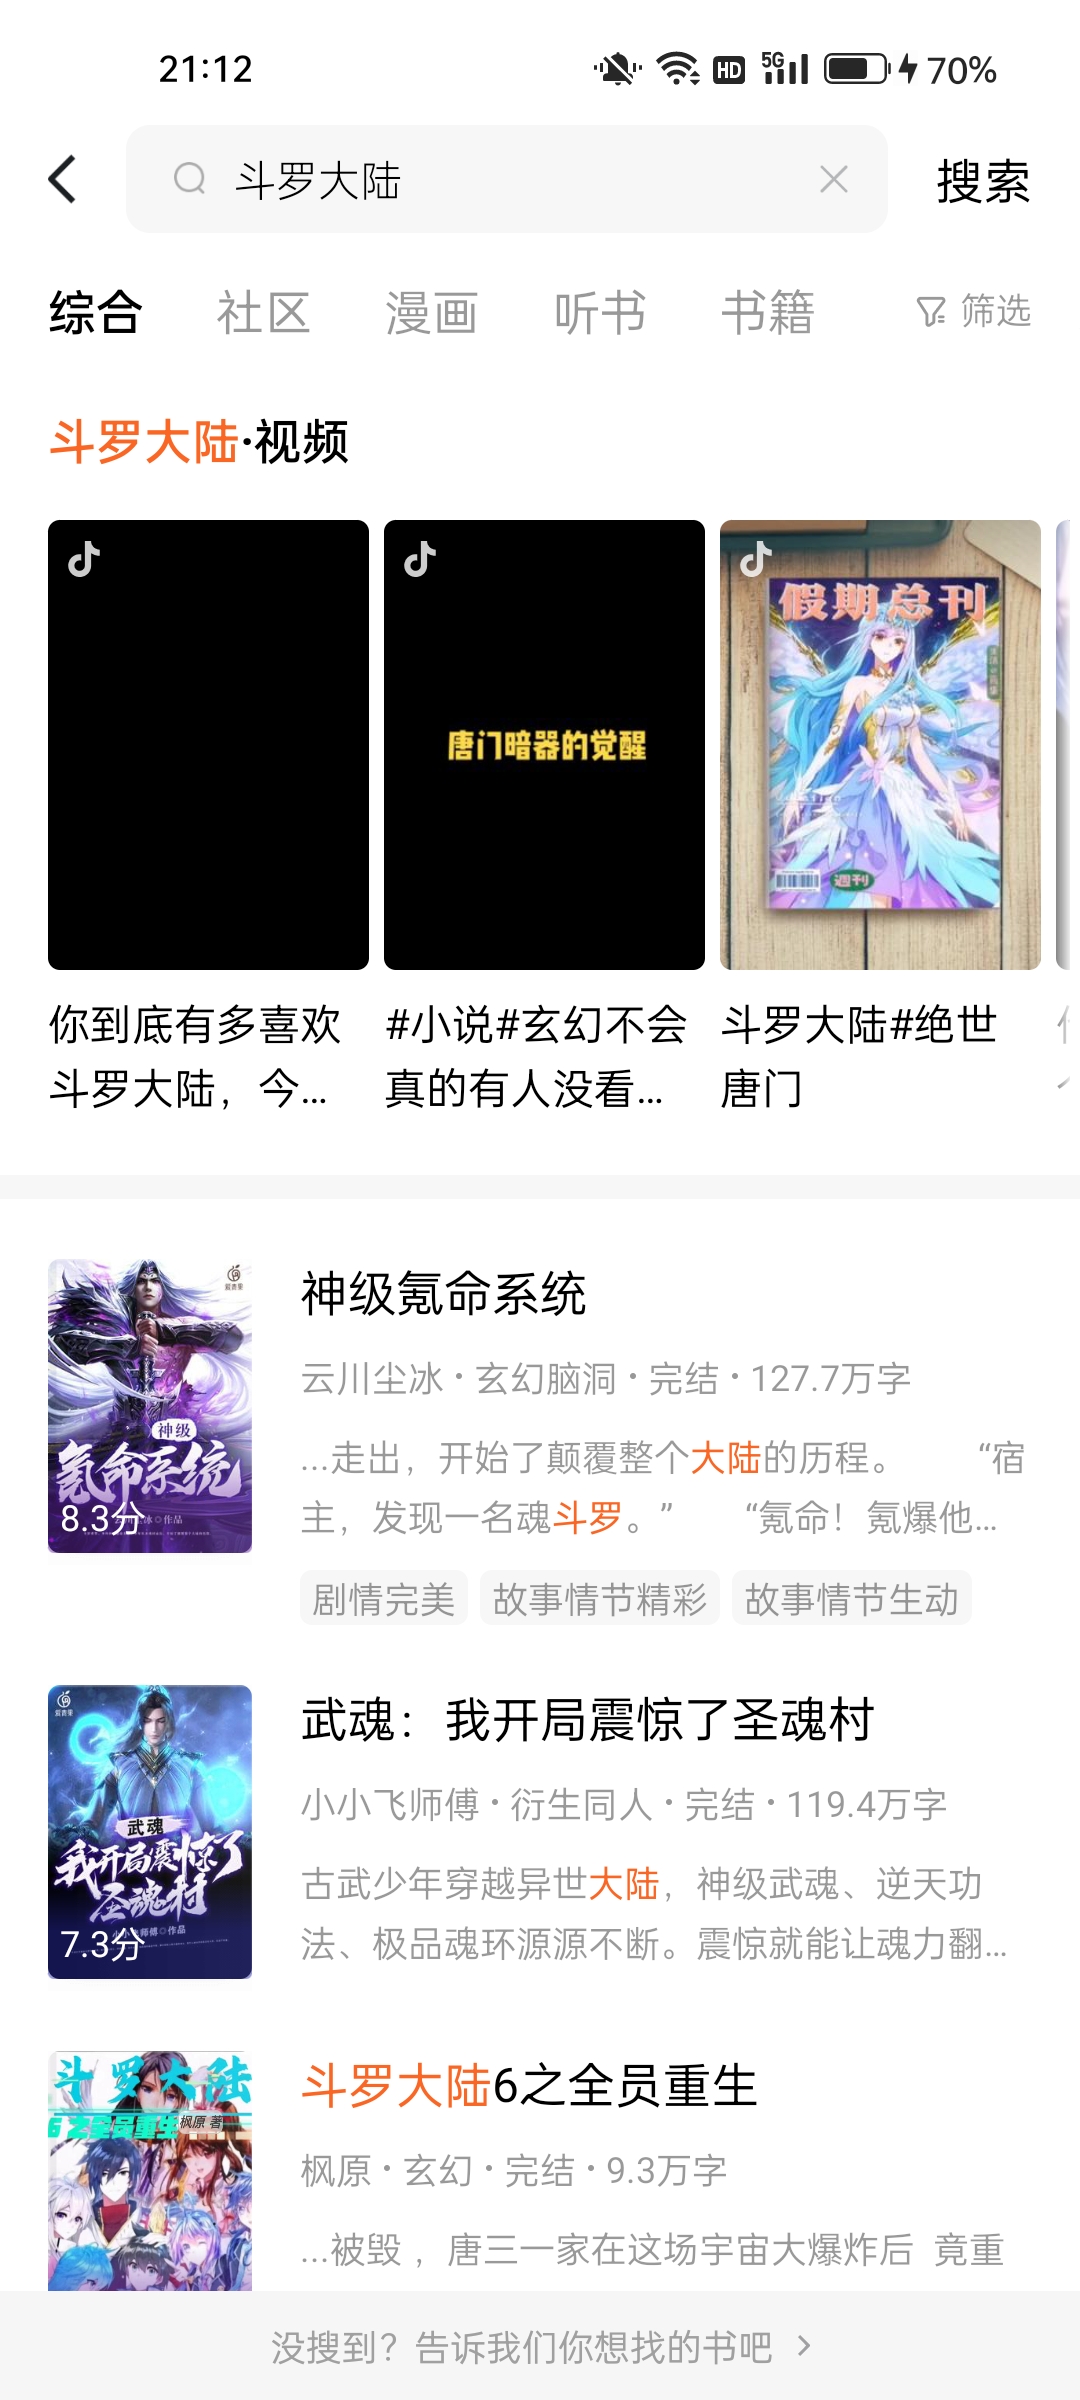 21:12
HD 5G 70%
斗罗大陆
搜索
综合 社区 漫画 听书 书籍 筛选
斗罗大陆·视频
唐门暗器的觉醒
假期总刊
週刊
你到底有多喜欢
斗罗大陆，今...
#小说#玄幻不会
真的有人没看...
斗罗大陆#绝世
唐门
神级
氪命系统
8.3分
神级氪命系统
云川尘冰·玄幻脑洞·完结·127.7万字
...走出，开始了颠覆整个大陆的历程。 “宿
主，发现一名魂斗罗。” “氪命！氪爆他...
剧情完美 故事情节精彩 故事情节生动
武魂
我开局震惊了
圣魂村
7.3分
武魂：我开局震惊了圣魂村
小小飞师傅·衍生同人·完结·119.4万字
古武少年穿越异世大陆，神级武魂、逆天功
法、极品魂环源源不断。震惊就能让魂力翻...
斗罗大陆
6之全员重生 枫原 著
斗罗大陆6之全员重生
枫原·玄幻·完结·9.3万字
...被毁 ，唐三一家在这场宇宙大爆炸后 竟重
没搜到？告诉我们你想找的书吧